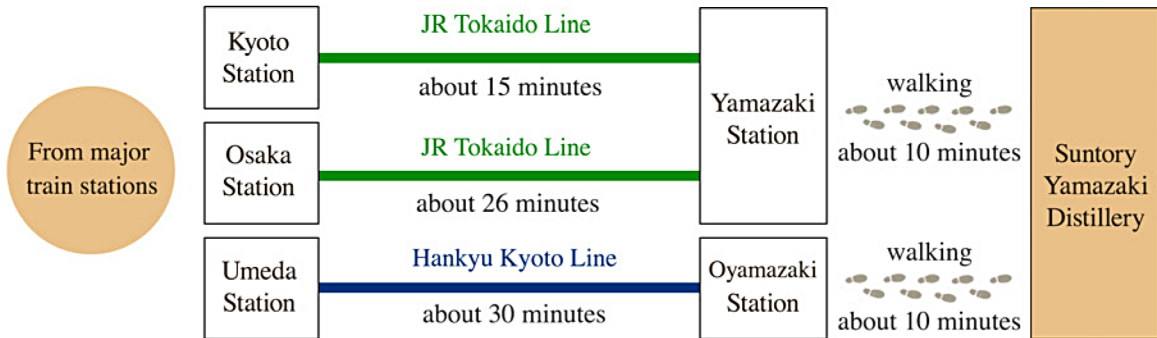 From major
train stations
Kyoto
Station
JR Tokaido Line
about 15 minutes
Osaka
Station
JR Tokaido Line
about 26 minutes
Yamazaki
Station
walking
about 10 minutes
Umeda
Station
Hankyu Kyoto Line
about 30 minutes
Oyamazaki
Station
walking
about 10 minutes
Suntory
Yamazaki
Distillery